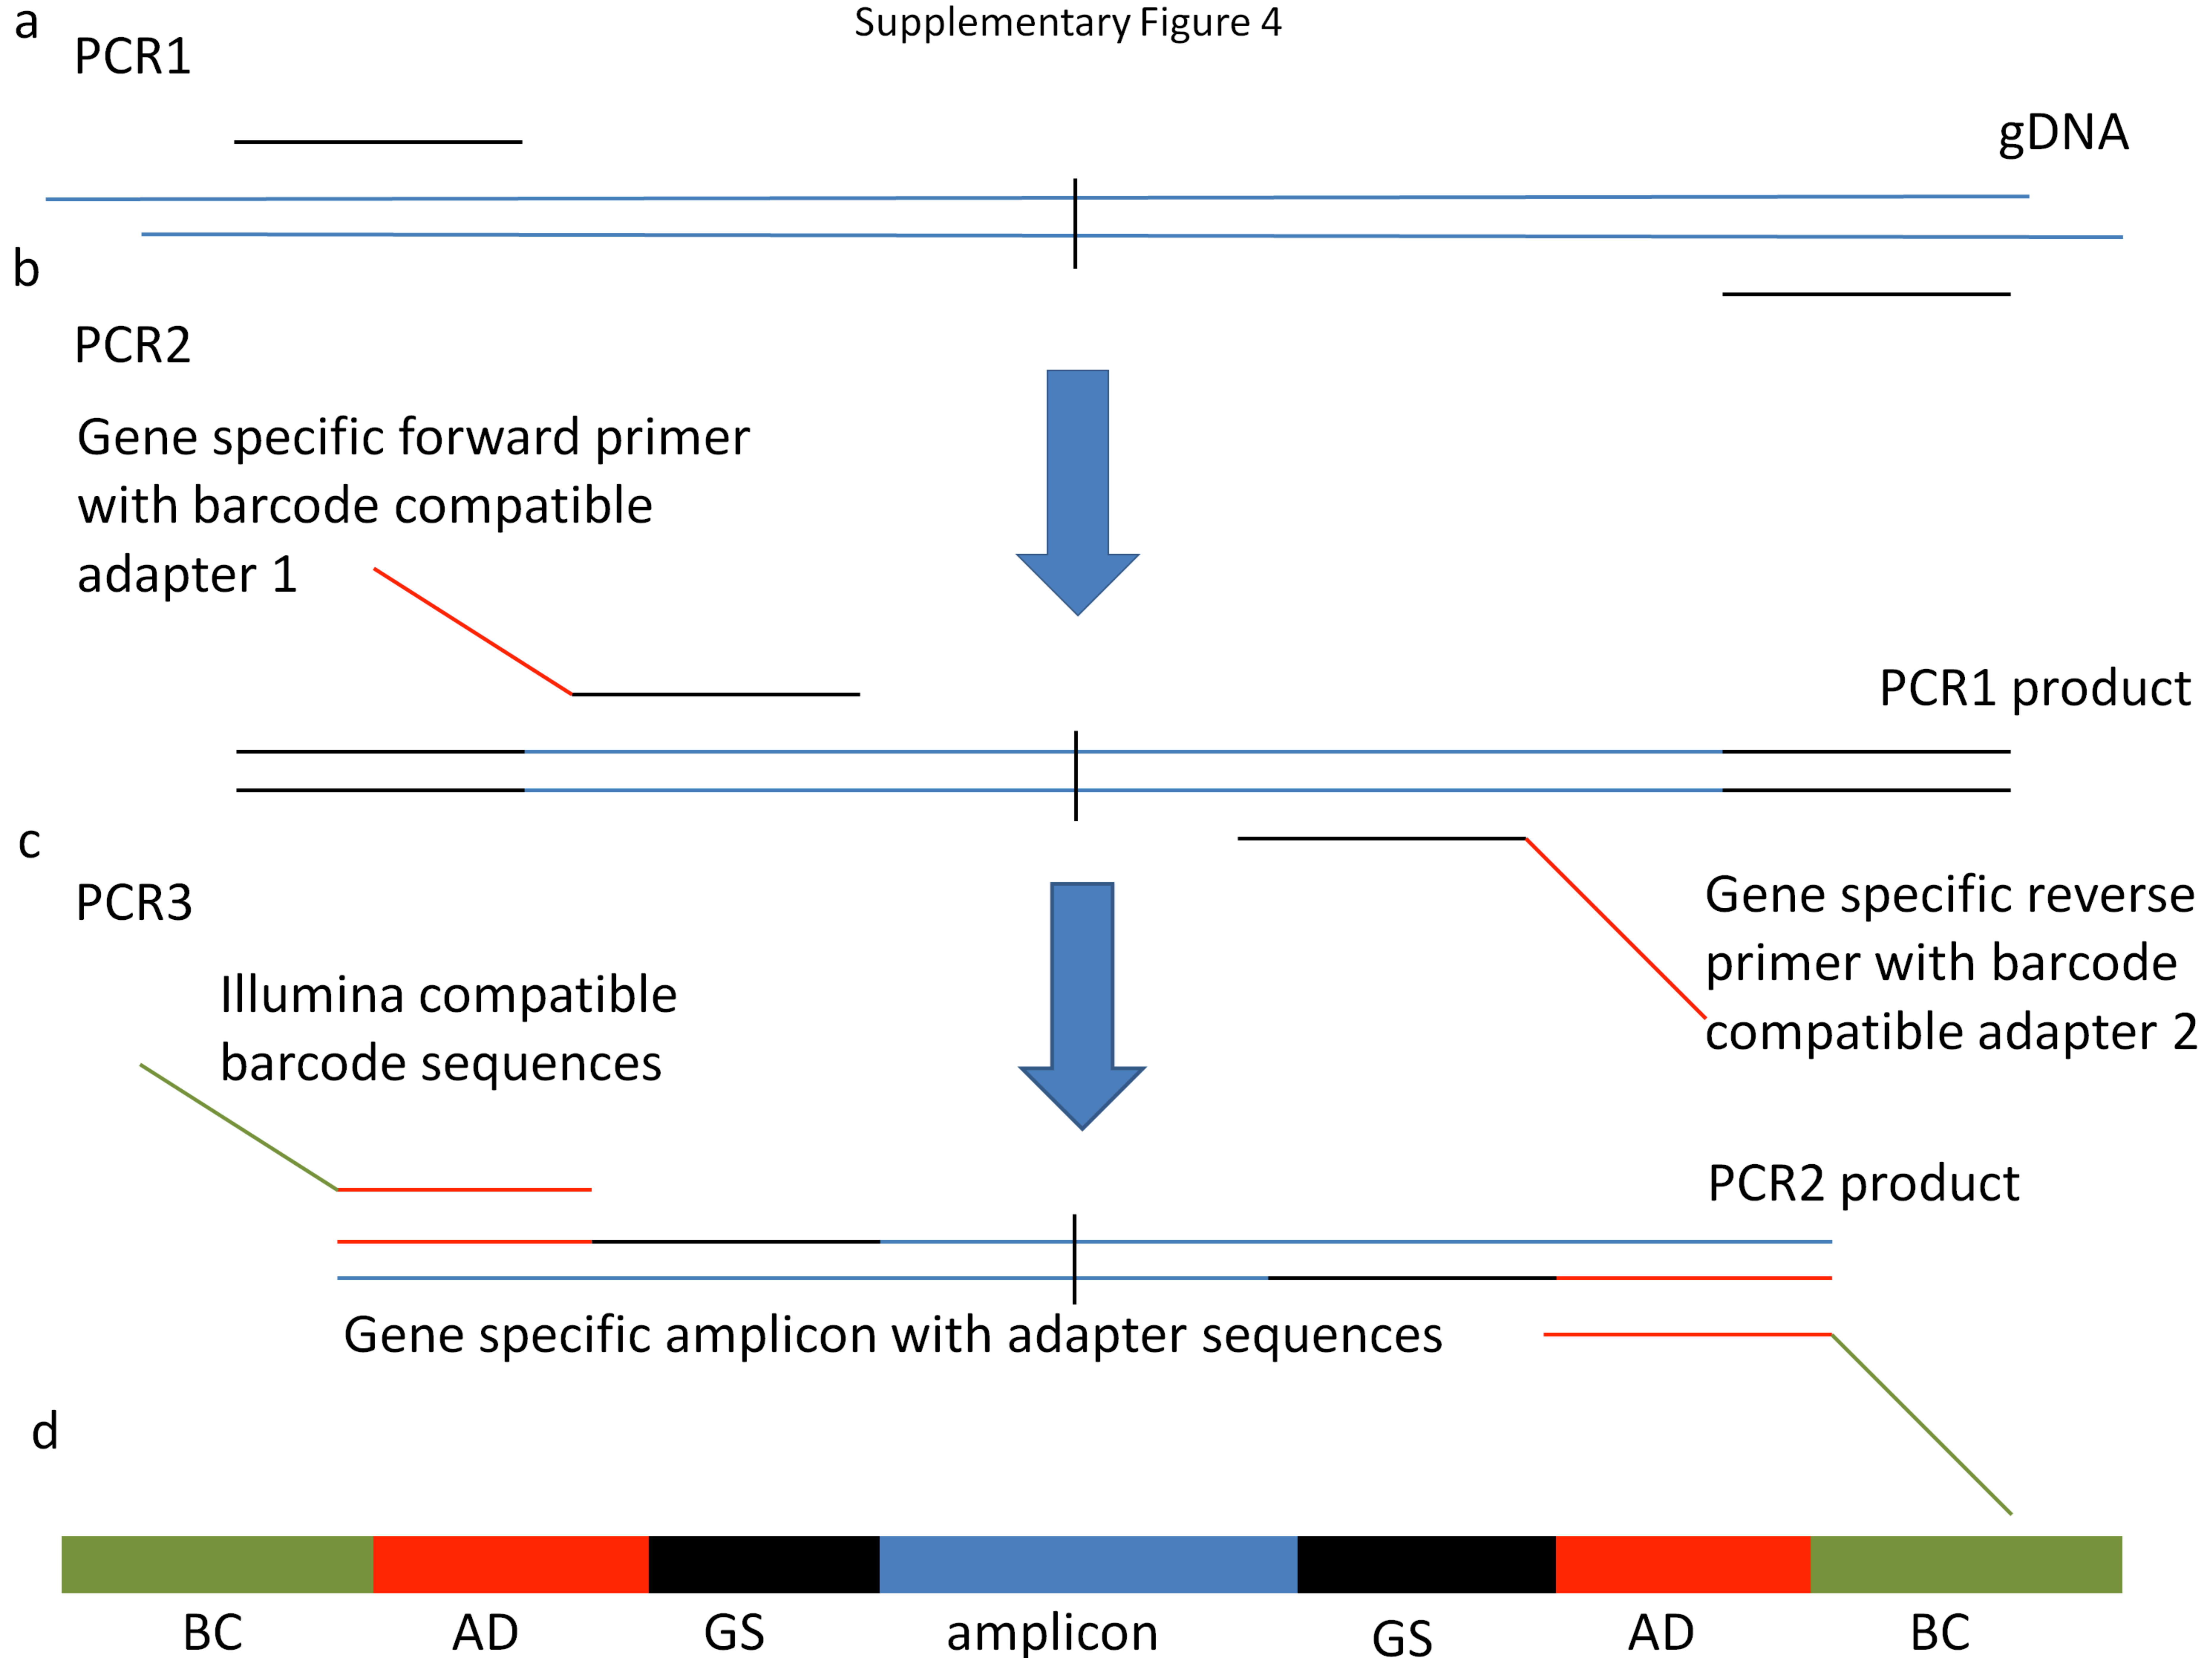 Supplementary Figure 4
a
PCR1
gDNA
b
PCR2
Gene specific forward primer
with barcode compatible
adapter 1
PCR1 product
c
PCR3
Gene specific reverse
primer with barcode
compatible adapter 2
Illumina compatible
barcode sequences
PCR2 product
Gene specific amplicon with adapter sequences
d
BC AD GS amplicon GS AD BC